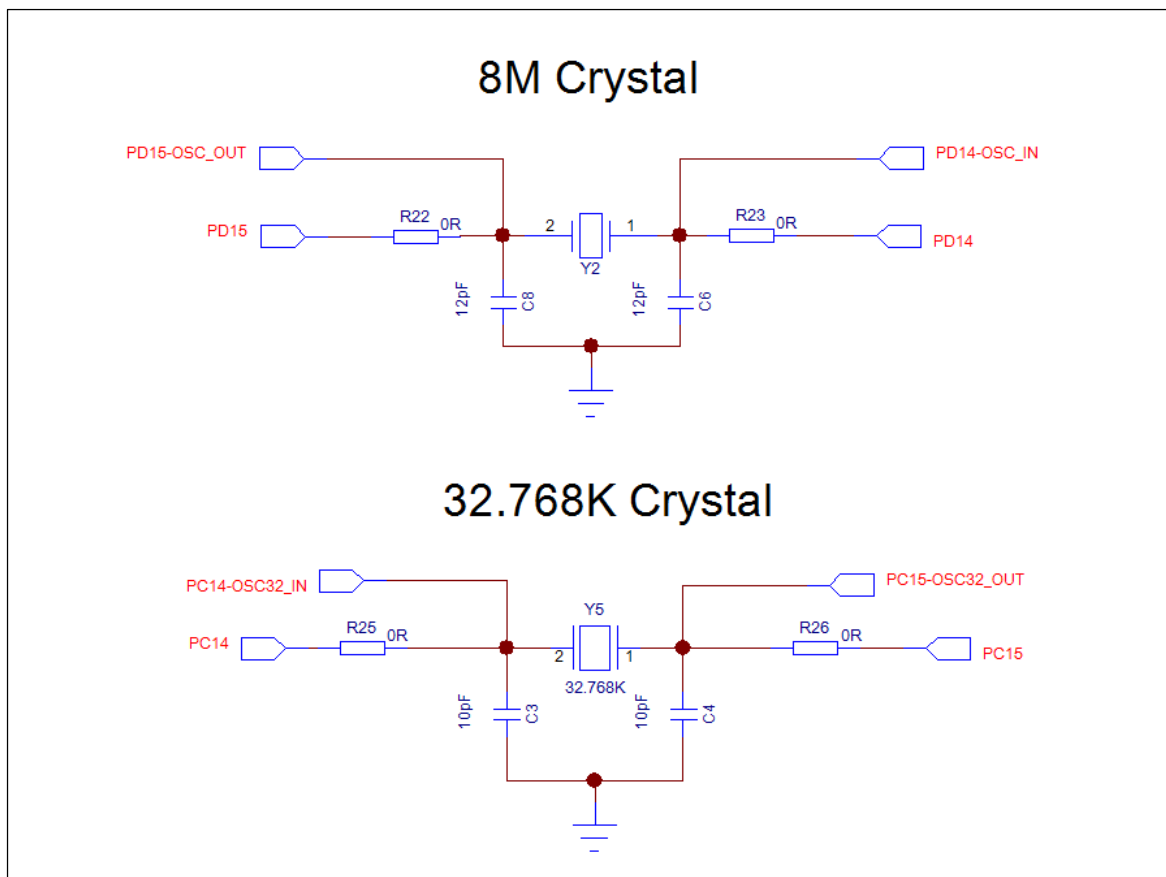 8M Crystal
PD15-OSC_OUT
PD14-OSC_IN
PD15
R22
0R
2
1
Y2
R23
0R
PD14
12pF
C8
12pF
C6
32.768K Crystal
PC14-OSC32_IN
PC15-OSC32_OUT
PC14
R25
0R
2
Y5
1
32.768K
R26
0R
PC15
10pF
C3
10pF
C4